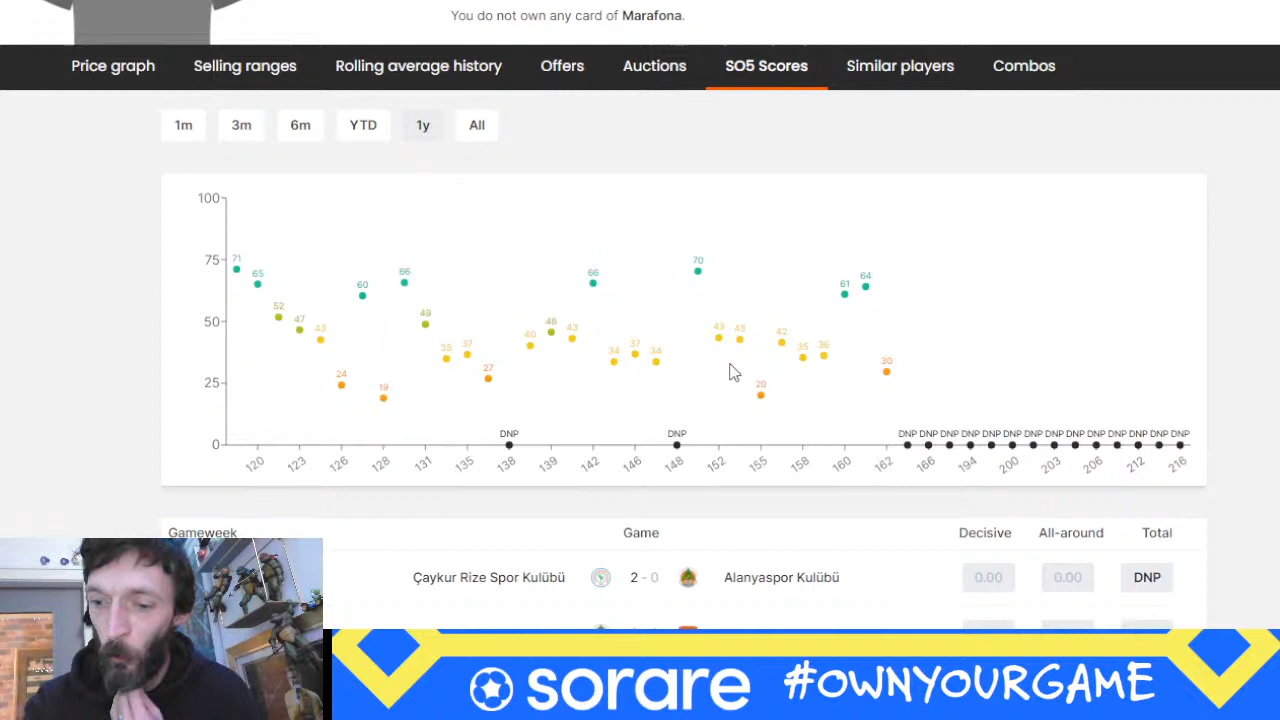 You do not own any card of Marafona.
Price graph Selling ranges Rolling average history Offers Auctions SO5 Scores Similar players Combos
1m 3m 6m YTD 1y All
100
75
50
25
0
71 65 52 47 43 24 60 19 66 49 35 37 27 DNP 40 46 43 66 34 37 34 DNP 70 43 43 20 42 35 36 61 64 30 DNP DNP DNP DNP DNP DNP DNP DNP DNP DNP DNP DNP DNP DNP
120 123 126 128 131 135 138 139 142 146 148 152 155 158 160 162 166 194 200 203 206 212 216
Gameweek Game Decisive All-around Total
Çaykur Rize Spor Kulübü 2 - 0 Alanyaspor Kulübü 0.00 0.00 DNP
sorare #OWNYOURGAME